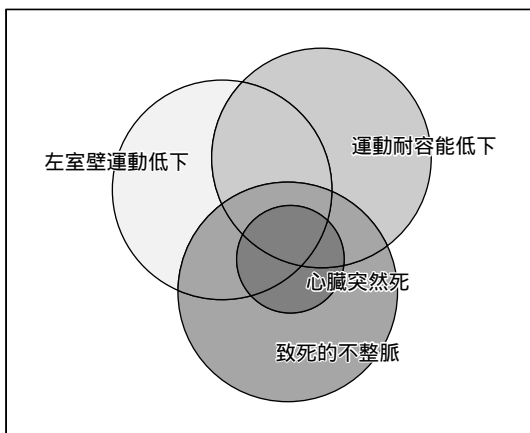 運動耐容能低下
左室壁運動低下
心臓突然死
致死的不整脈